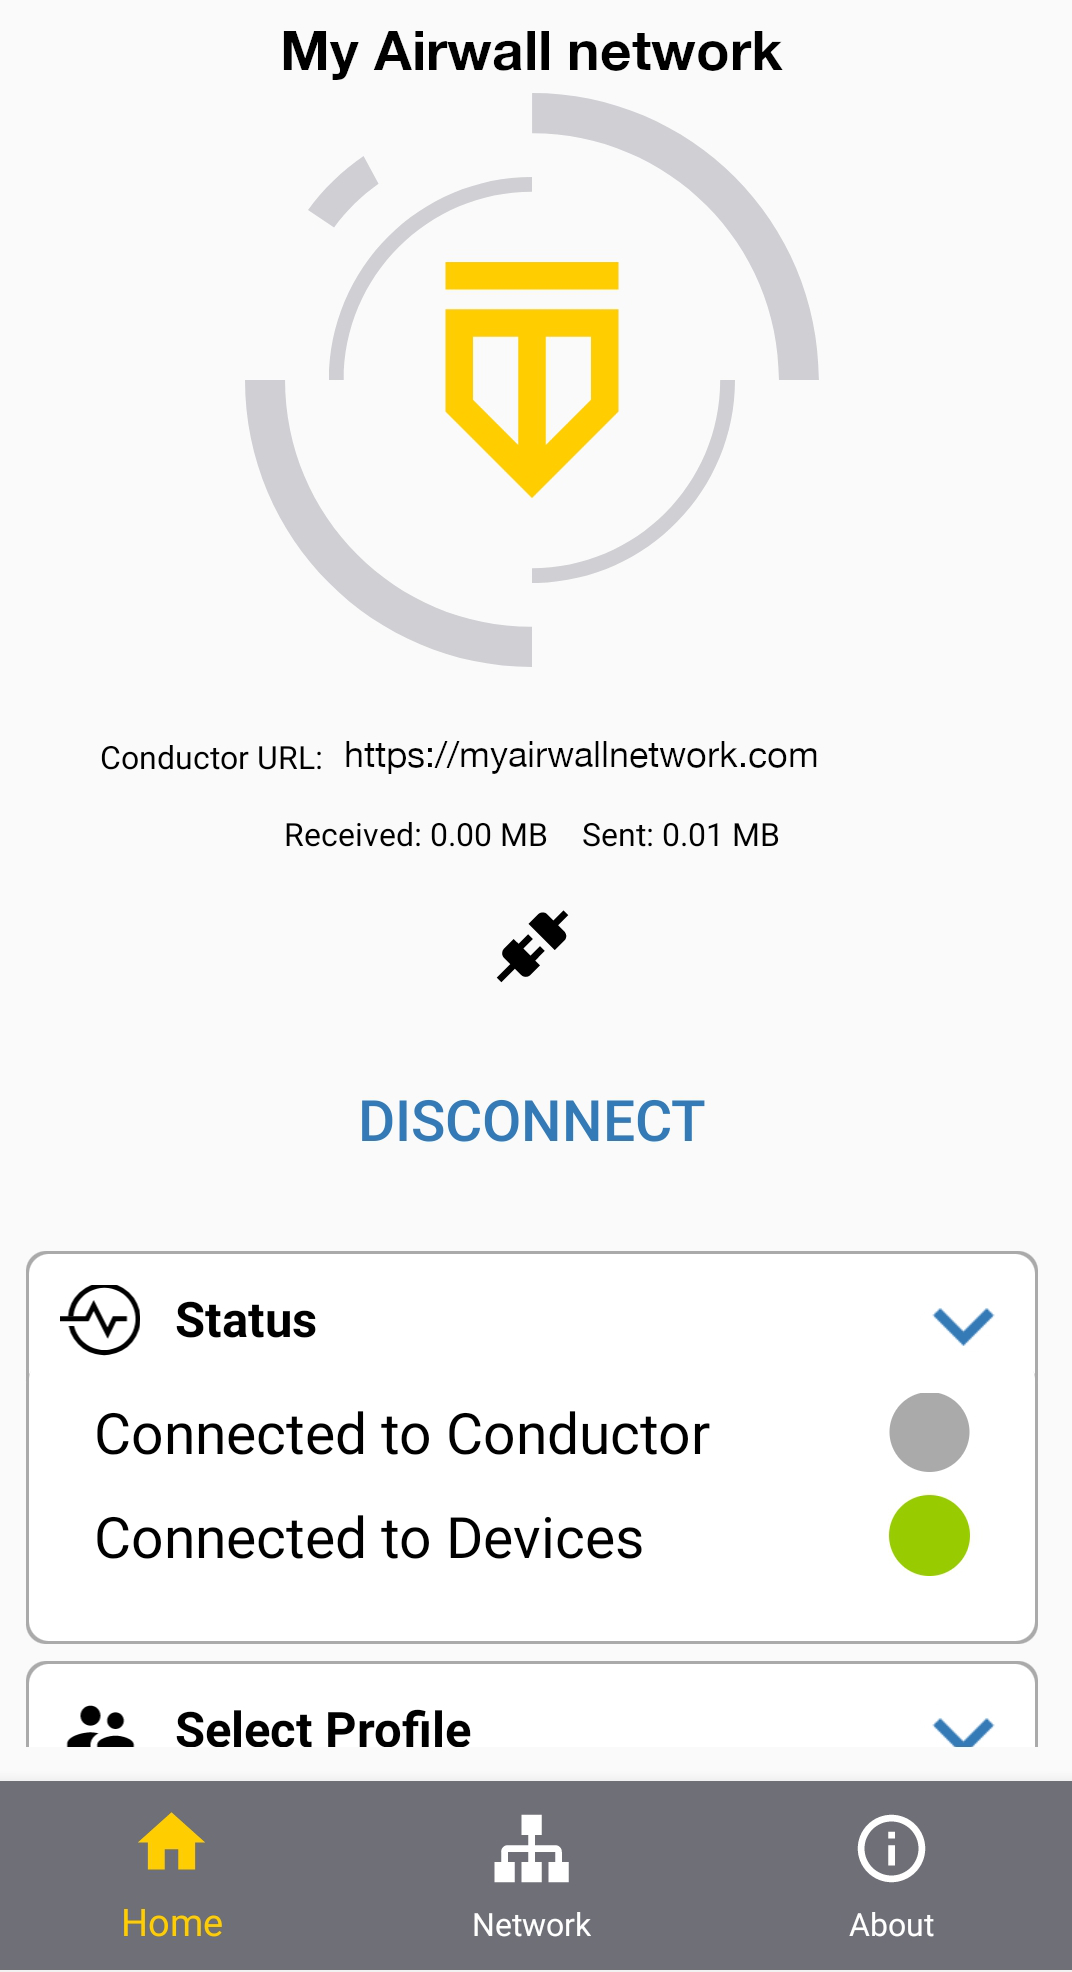 My Airwall network
Conductor URL: https://myairwallnetwork.com
Received: 0.00 MB Sent: 0.01 MB
DISCONNECT
Status
Connected to Conductor
Connected to Devices
Select Profile
Home Network About